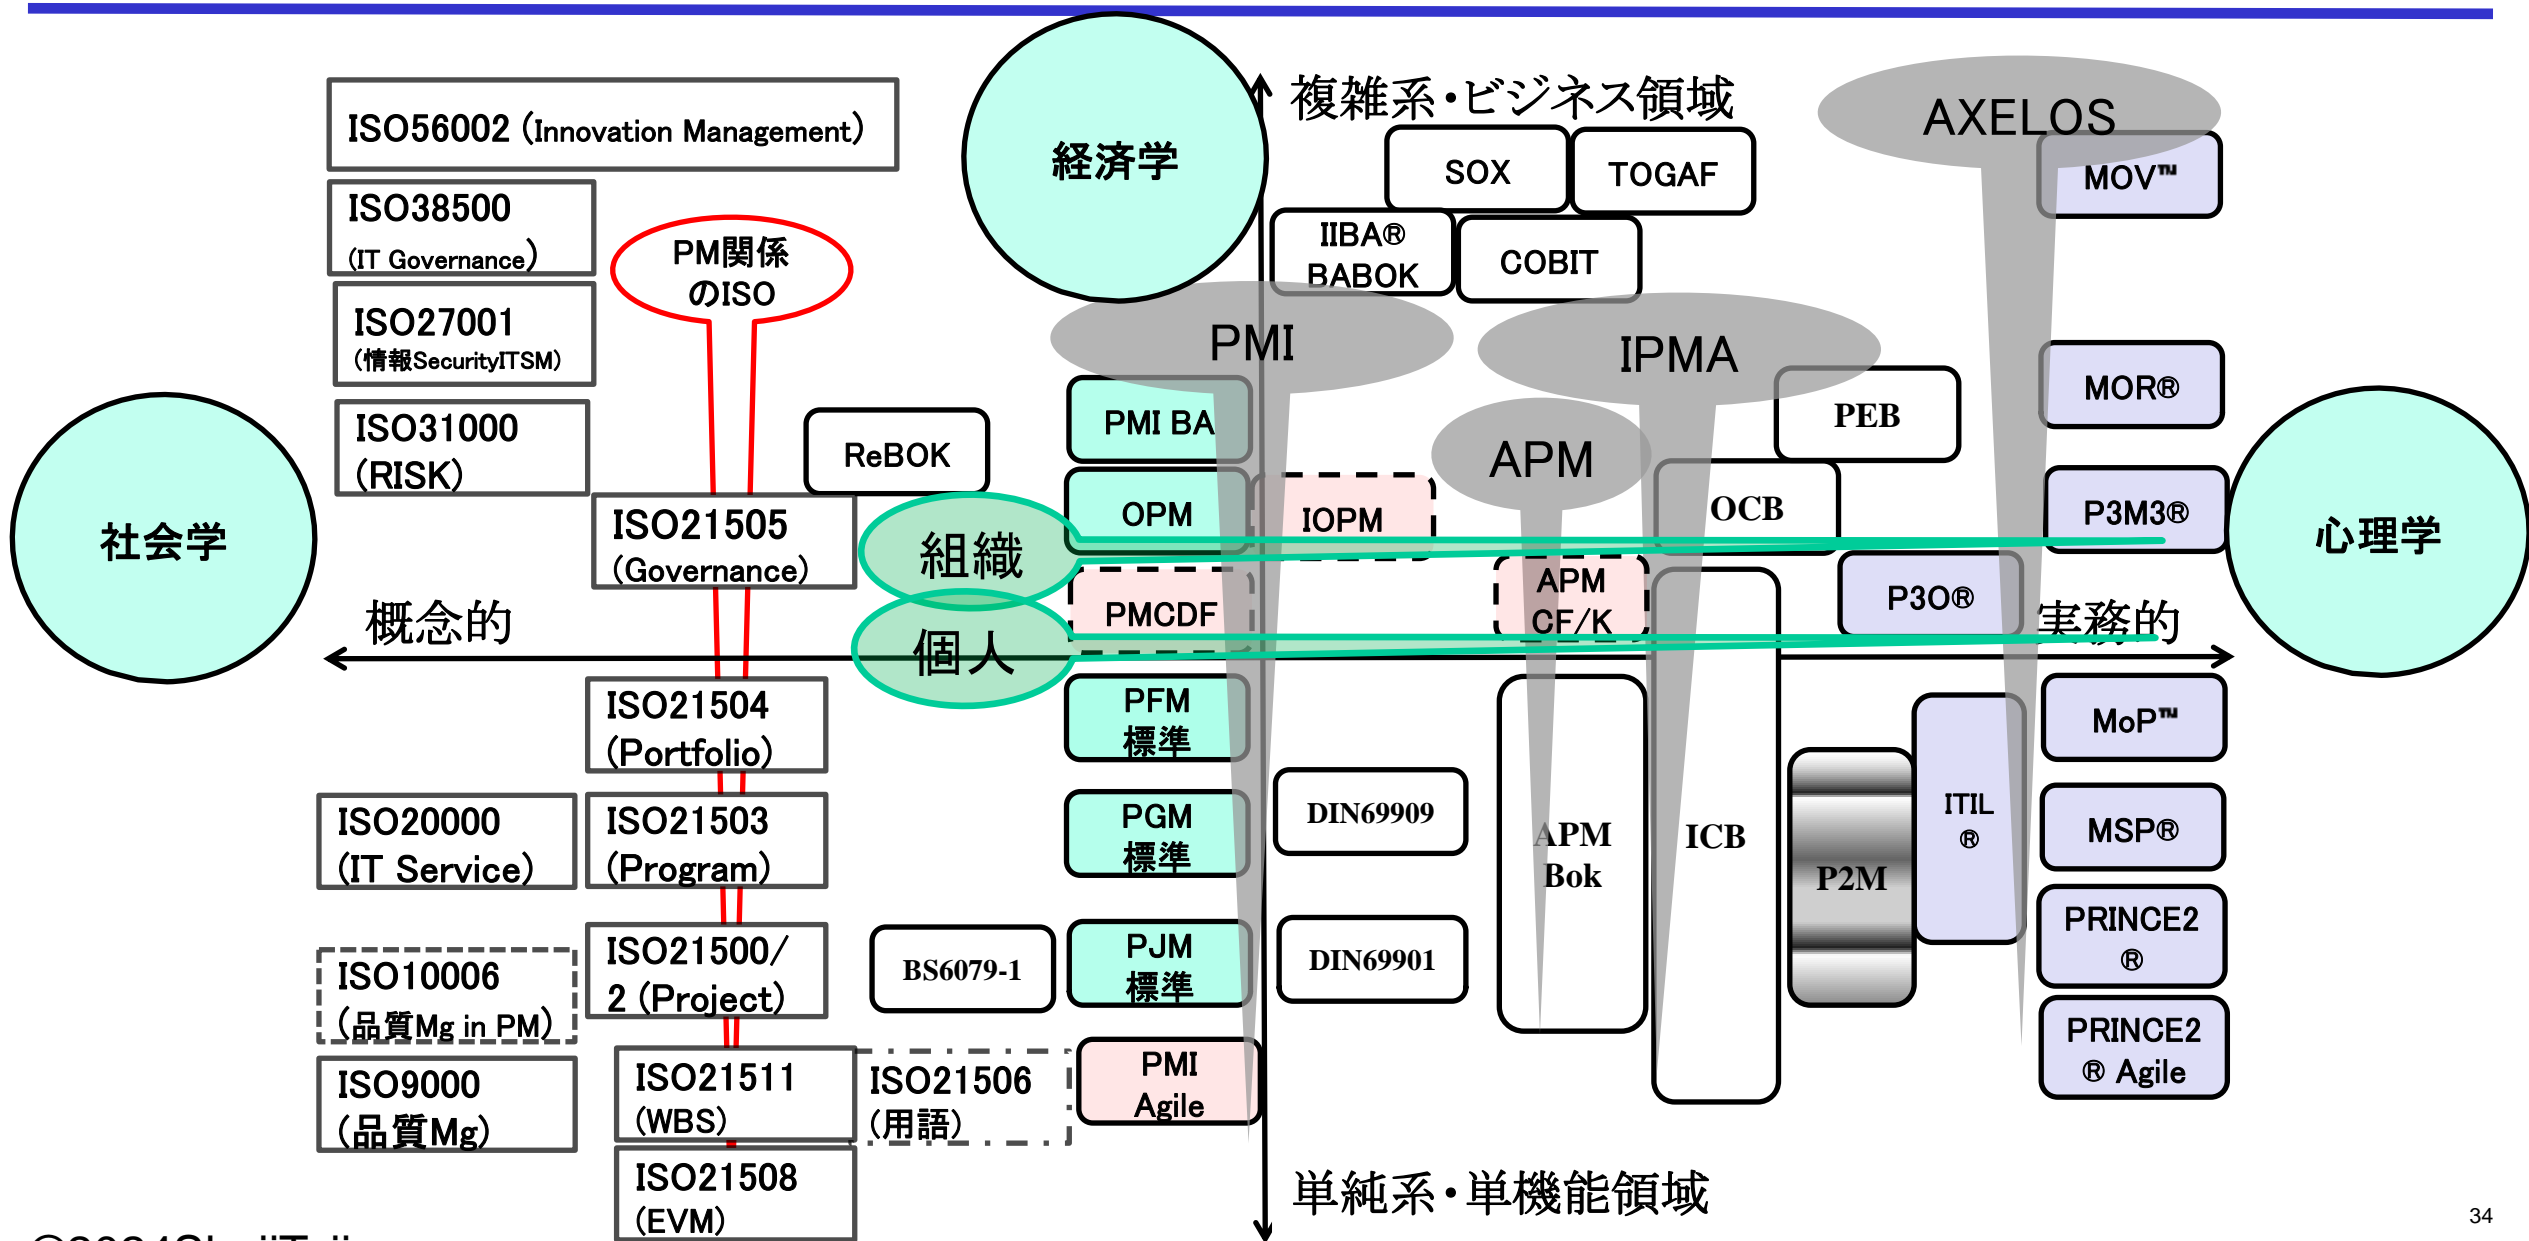 複雑系・ビジネス領域
AXELOS
ISO56002 (Innovation Management)
経済学
SOX
TOGAF
MOV™
ISO38500
(IT Governance)
PM関係
のISO
IIBA®
BABOK
COBIT
ISO27001
(情報SecurityITSM)
PMI
IPMA
ISO31000
(RISK)
ReBOK
PMI BA
APM
PEB
MOR®
社会学
ISO21505
(Governance)
組織
OPM
IOPM
OCB
P3M3®
心理学
概念的
個人
PMCDF
APM
CF/K
P3O®
実務的
ISO21504
(Portfolio)
PFM
標準
MoP™
ISO20000
(IT Service)
ISO21503
(Program)
PGM
標準
DIN69909
APM
Bok
ICB
P2M
ITIL
®
MSP®
ISO10006
(品質Mg in PM)
ISO21500/
2 (Project)
BS6079-1
PJM
標準
DIN69901
PRINCE2
®
ISO9000
(品質Mg)
ISO21511
(WBS)
ISO21506
(用語)
PMI
Agile
PRINCE2
® Agile
ISO21508
(EVM)
単純系・単機能領域
34